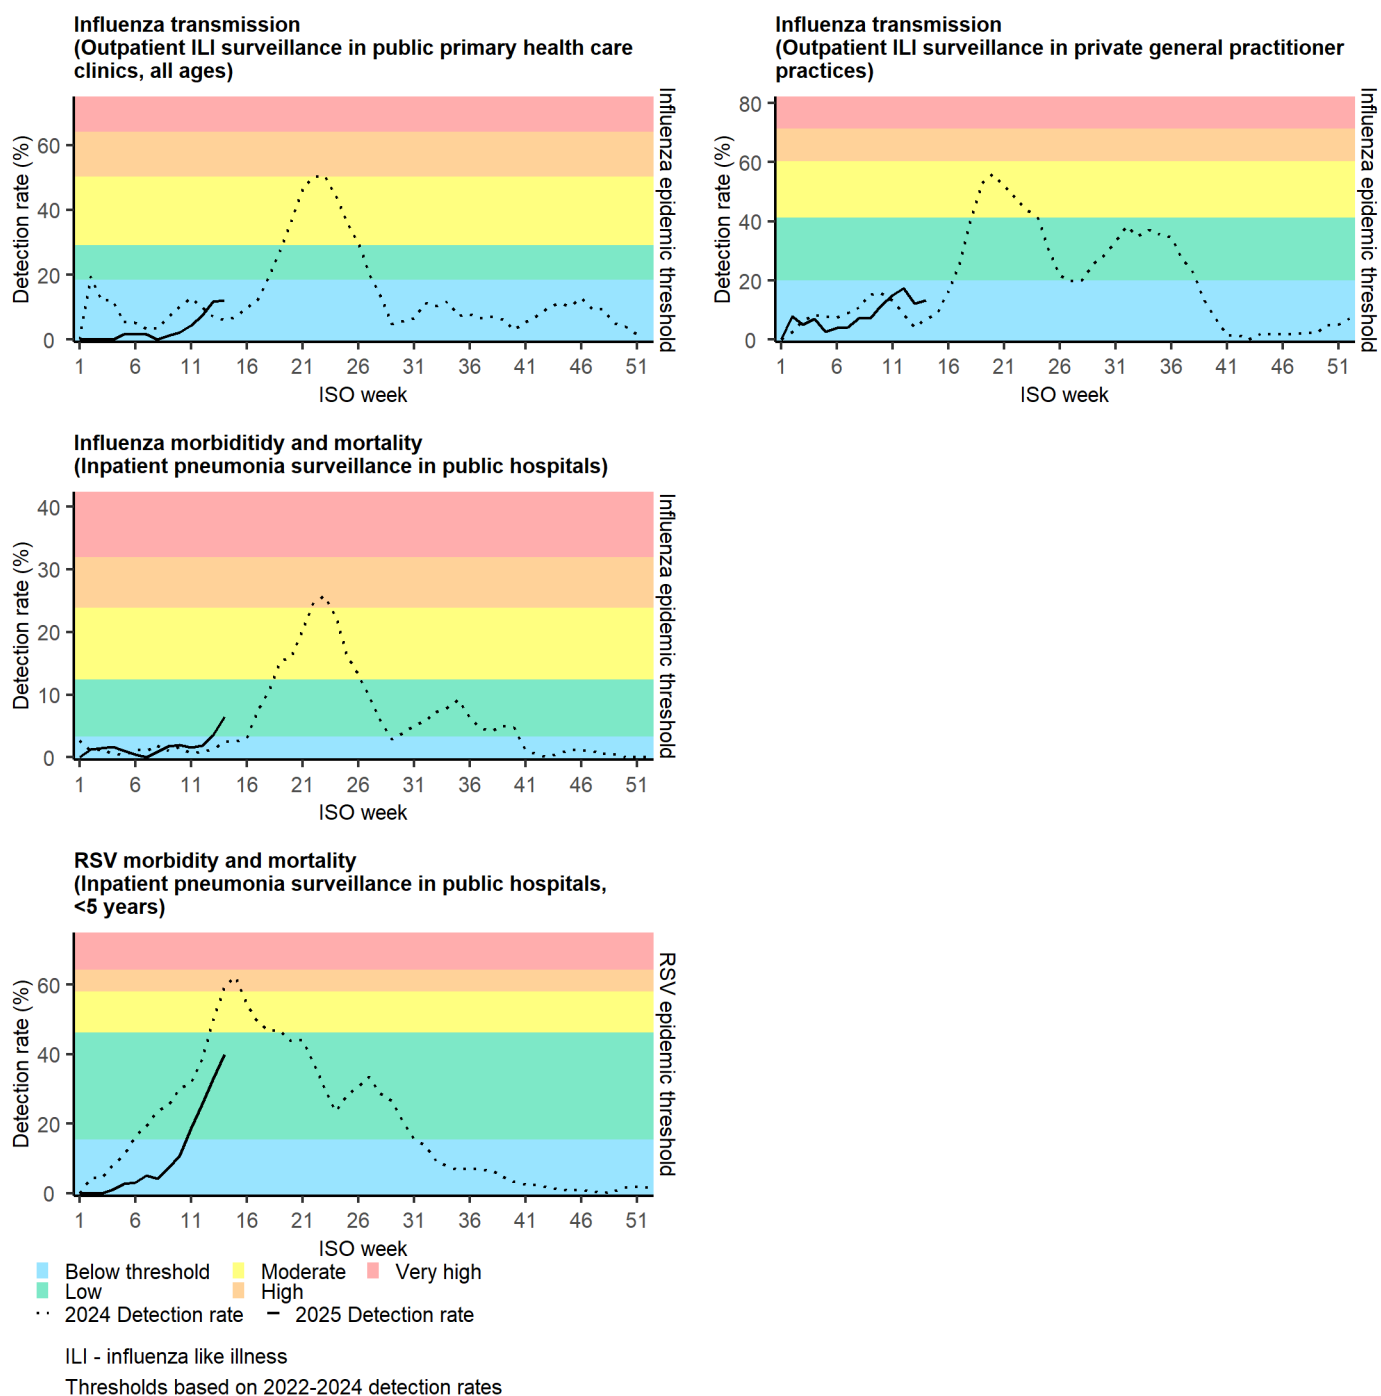 Influenza transmission
(Outpatient ILI surveillance in public primary health care
clinics, all ages)
Detection rate (%)
60
40
20
0
1 6 11 16 21 26 31 36 41 46 51
ISO week
Influenza epidemic threshold
Influenza transmission
(Outpatient ILI surveillance in private general practitioner
practices)
Detection rate (%)
80
60
40
20
0
1 6 11 16 21 26 31 36 41 46 51
ISO week
Influenza epidemic threshold
Influenza morbiditidy and mortality
(Inpatient pneumonia surveillance in public hospitals)
Detection rate (%)
40
30
20
10
0
1 6 11 16 21 26 31 36 41 46 51
ISO week
Influenza epidemic threshold
RSV morbidity and mortality
(Inpatient pneumonia surveillance in public hospitals,
<5 years)
Detection rate (%)
60
40
20
0
1 6 11 16 21 26 31 36 41 46 51
ISO week
RSV epidemic threshold
Below threshold Moderate Very high
Low High
2024 Detection rate 2025 Detection rate
ILI - influenza like illness
Thresholds based on 2022-2024 detection rates